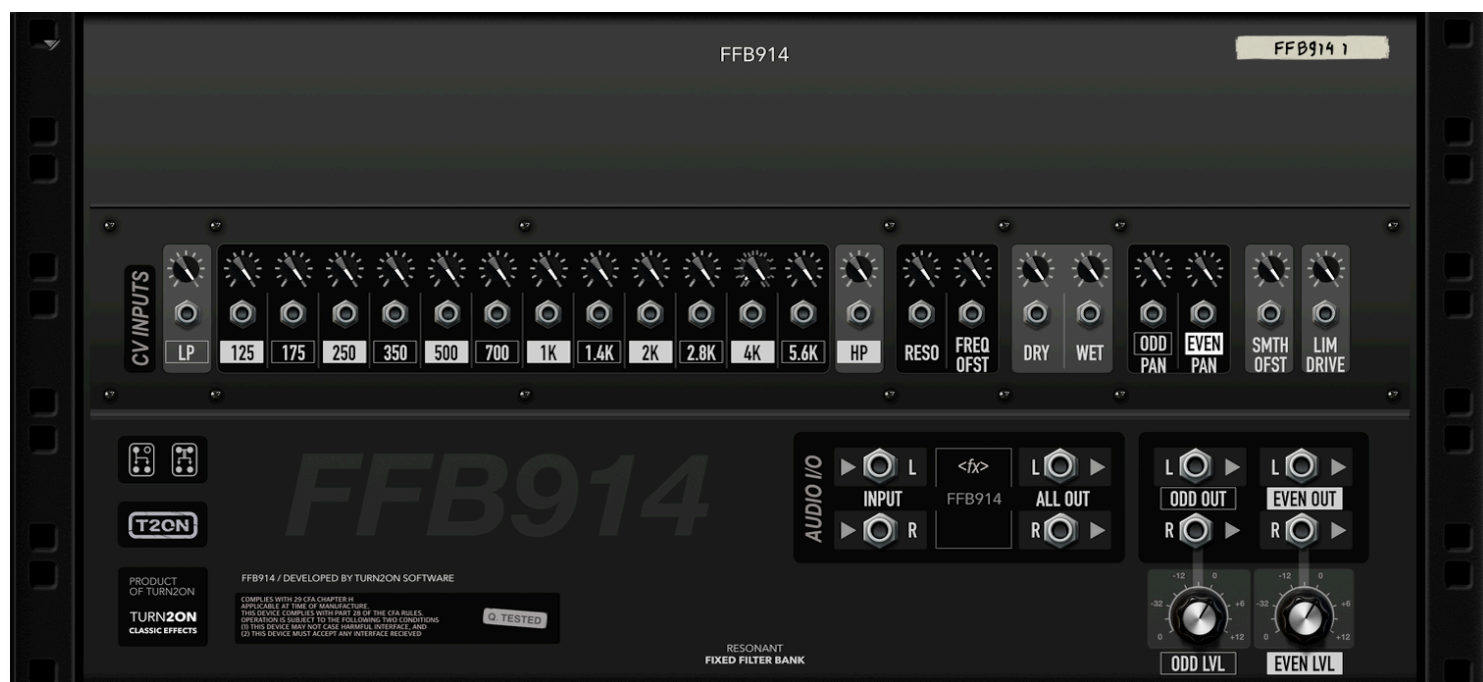 FFB914
FFB914 1
CV INPUTS
LP
125
175
250
350
500
700
1K
1.4K
2K
2.8K
4K
5.6K
HP
RESO
FREQ
OFST
DRY
WET
ODD
PAN
EVEN
PAN
SMTH
OFST
LIM
DRIVE
FFB914
AUDIO I/O
L
INPUT
R
<fx>
FFB914
L
ALL OUT
R
L
ODD OUT
R
L
EVEN OUT
R
T2ON
PRODUCT
OF TURN2ON
TURN2ON
CLASSIC EFFECTS
FFB914 / DEVELOPED BY TURN2ON SOFTWARE
COMPLIES WITH 29 CFA CHAPTER H
APPLICABLE AT TIME OF MANUFACTURE.
THIS DEVICE COMPLIES WITH PART 28 OF THE CFA RULES.
OPERATION IS SUBJECT TO THE FOLLOWING TWO CONDITIONS
(1) THIS DEVICE MAY NOT CASE HARMFUL INTERFACE, AND
(2) THIS DEVICE MUST ACCEPT ANY INTERFACE RECIEVED
Q.TESTED
RESONANT
FIXED FILTER BANK
-12 0
-32 +6
0 +12
ODD LVL
-12 0
-32 +6
0 +12
EVEN LVL